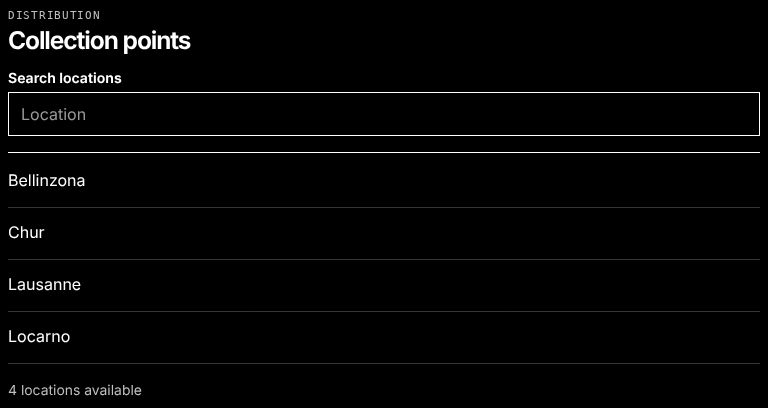 DISTRIBUTION
Collection points
Search locations
Location
Bellinzona
Chur
Lausanne
Locarno
4 locations available